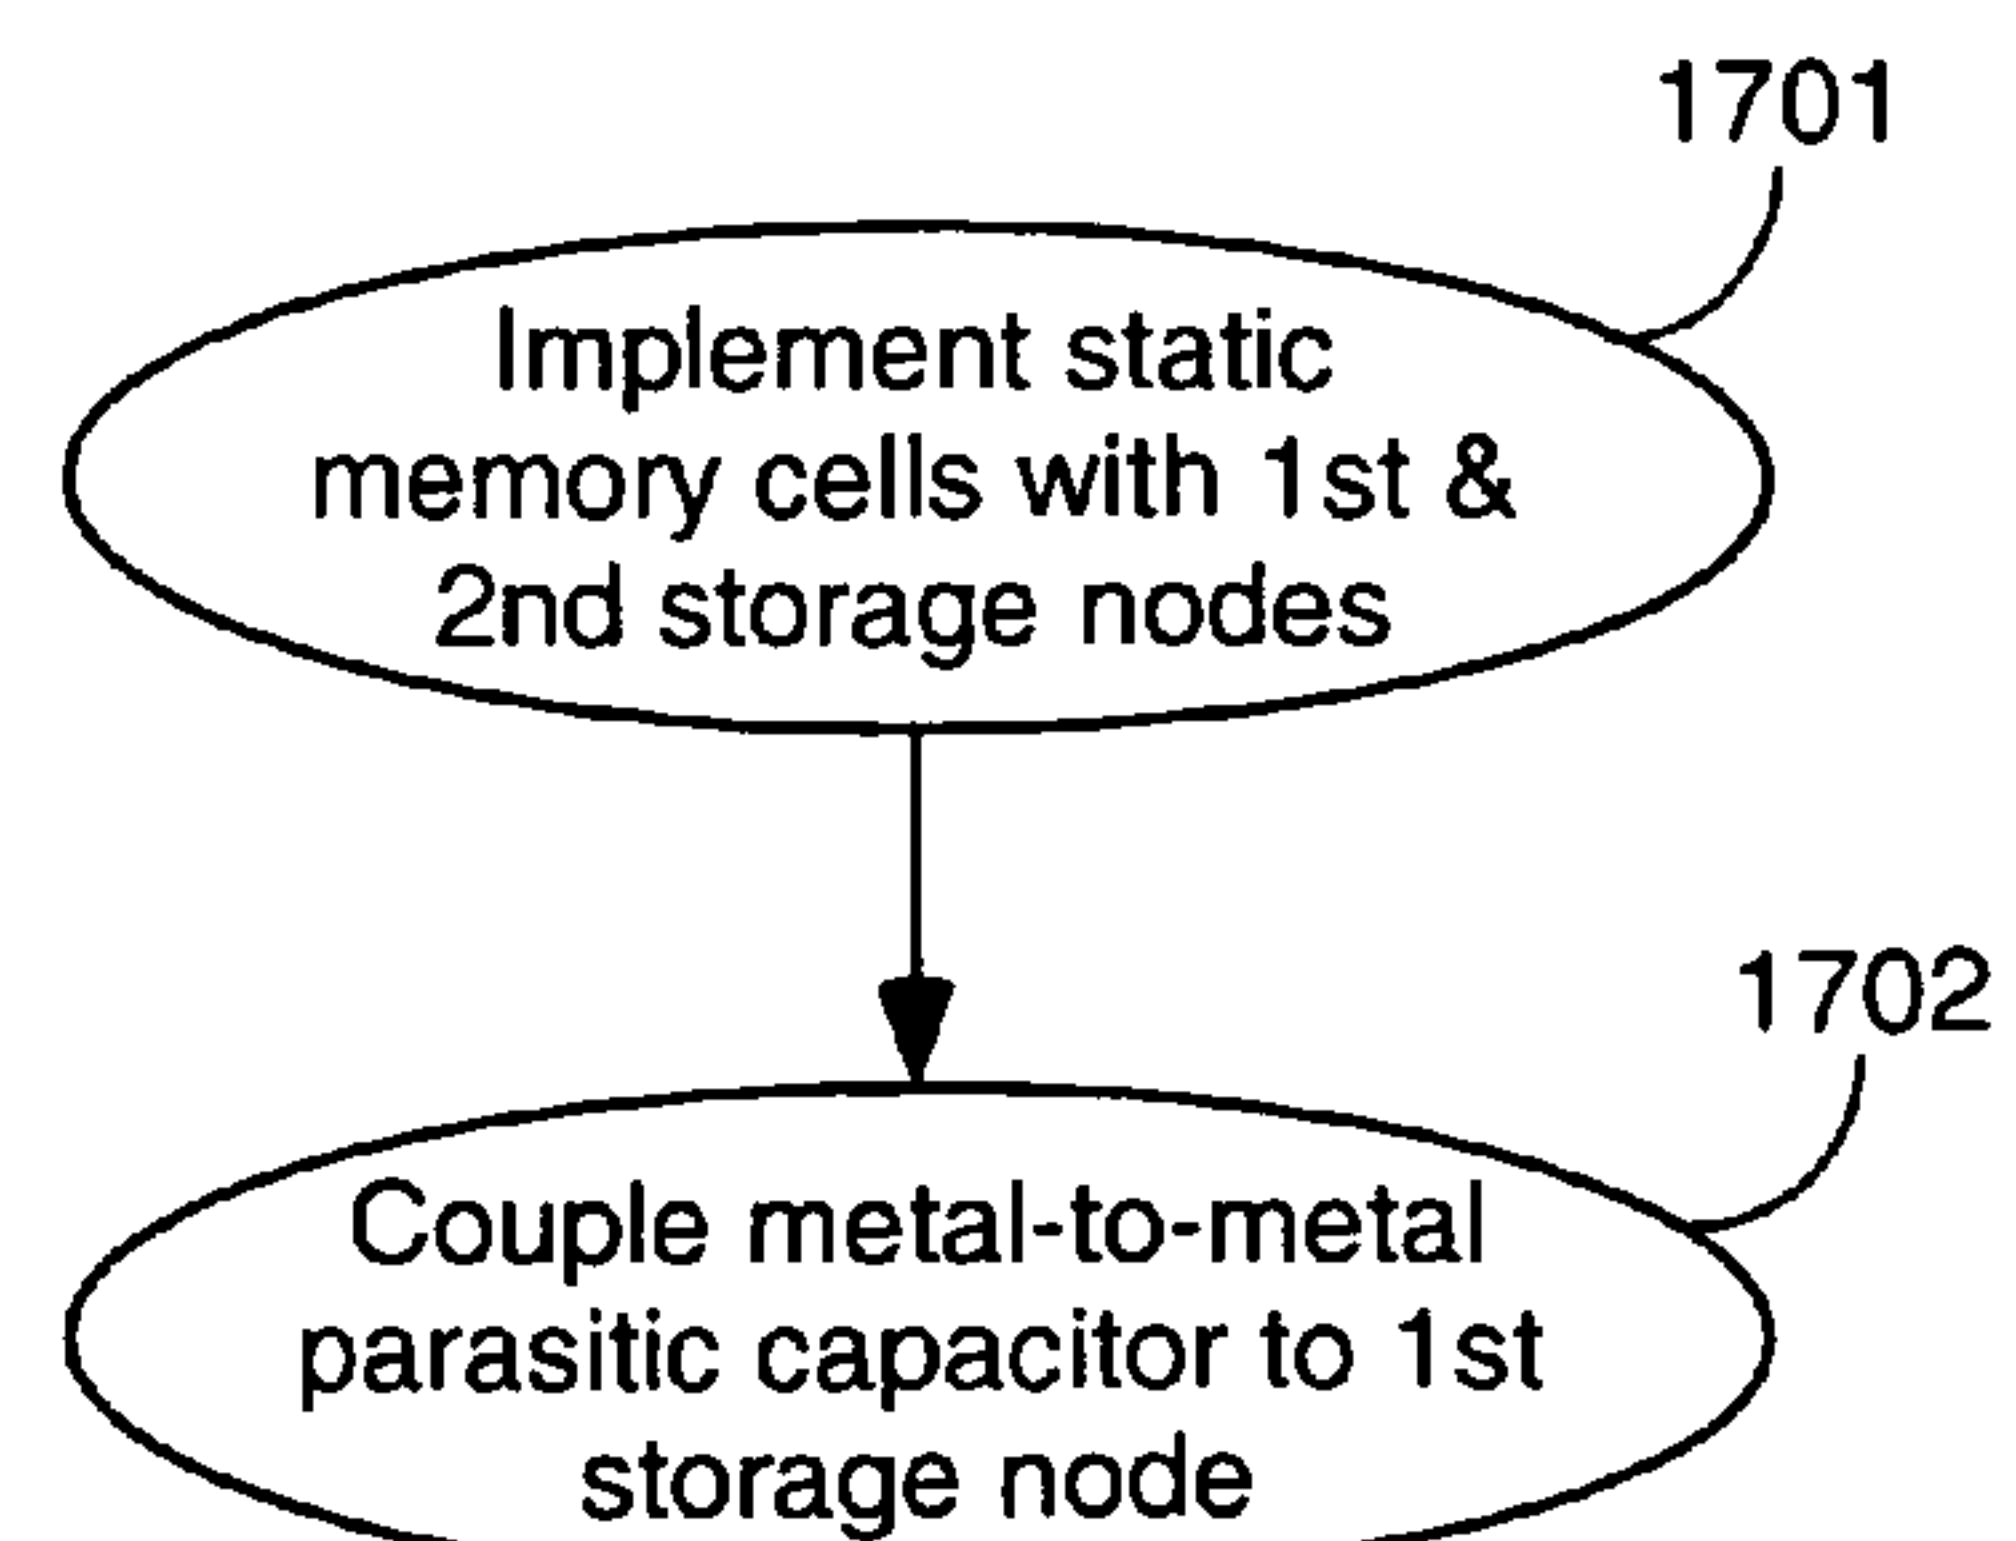 1701
Implement static
memory cells with 1st &
2nd storage nodes
1702
Couple metal-to-metal
parasitic capacitor to 1st
storage node